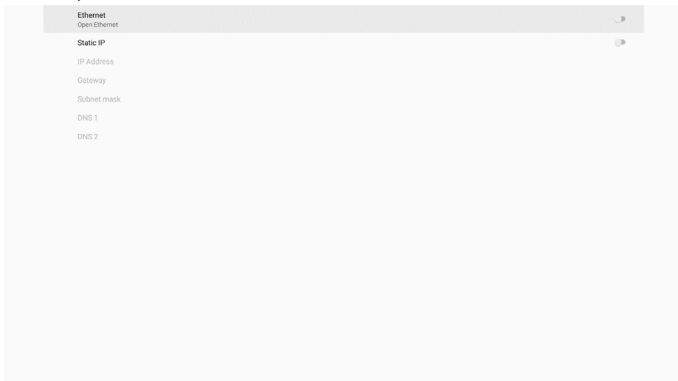 Ethernet
Open Ethernet
Static IP
IP Address
Gateway
Subnet mask
DNS 1
DNS 2